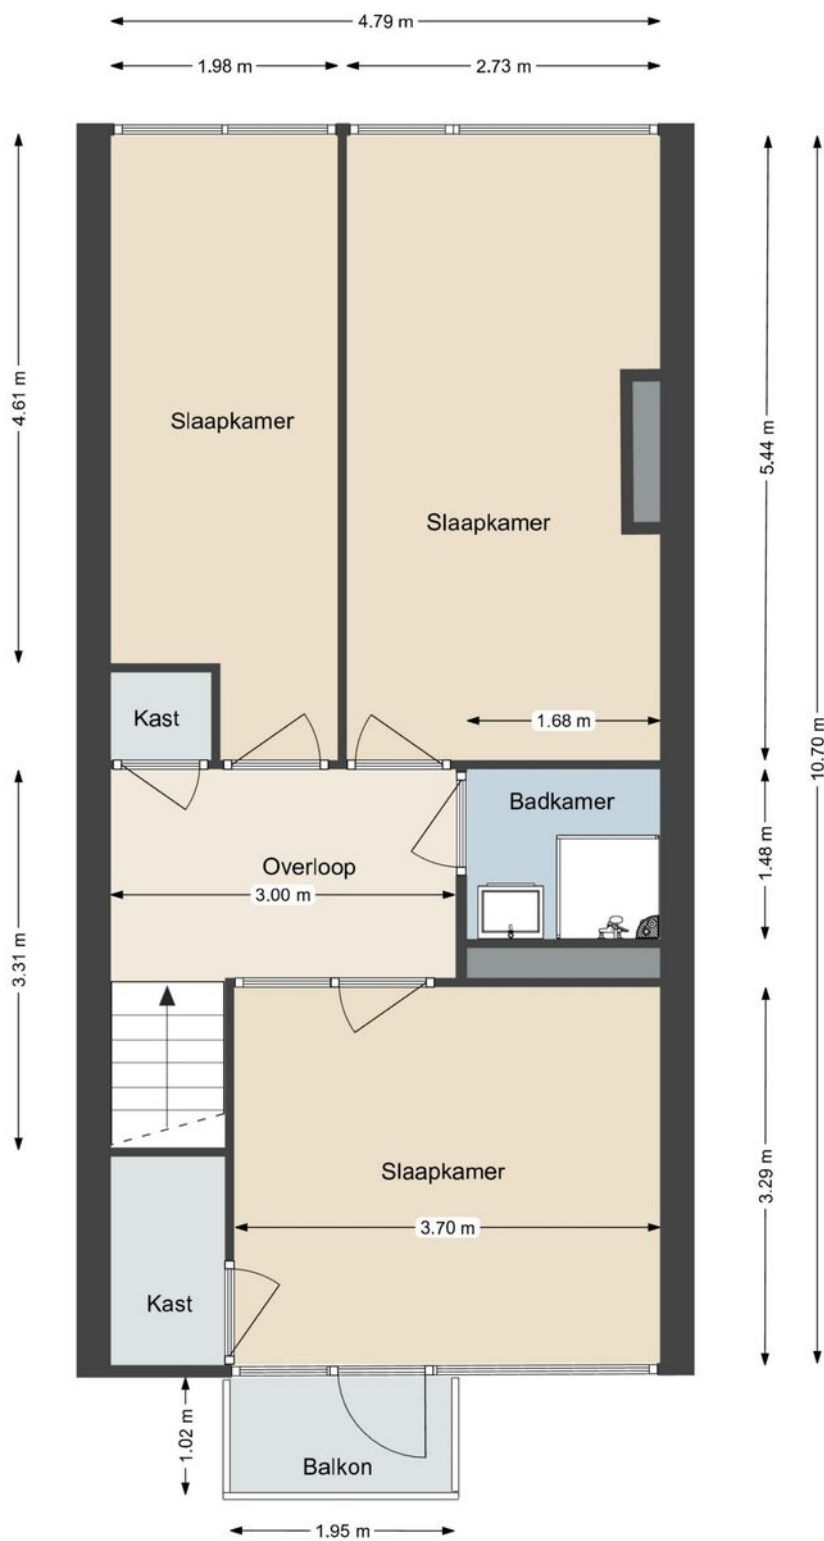 4.79 m
1.98 m
2.73 m
4.61 m
Slaapkamer
5.44 m
Slaapkamer
10.70 m
Kast
1.68 m
Badkamer
1.48 m
Overloop
3.00 m
3.31 m
Slaapkamer
3.29 m
3.70 m
Kast
1.02 m
Balkon
1.95 m